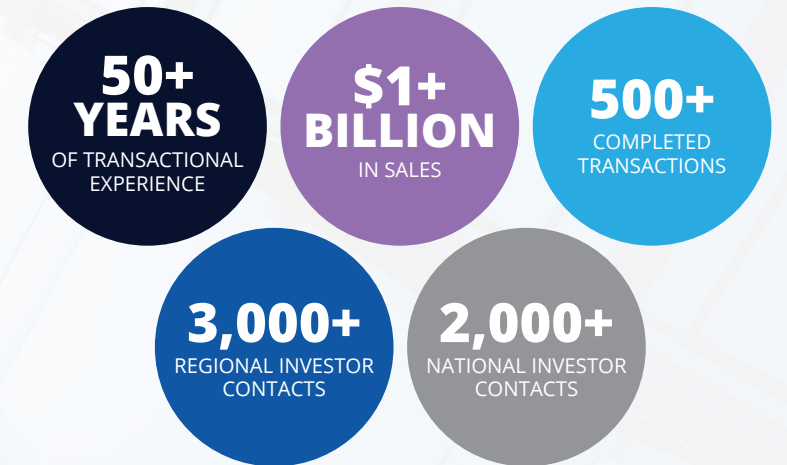 50+
YEARS
OF TRANSACTIONAL
EXPERIENCE
$1+
BILLION
IN SALES
500+
COMPLETED
TRANSACTIONS
3,000+
REGIONAL INVESTOR
CONTACTS
2,000+
NATIONAL INVESTOR
CONTACTS